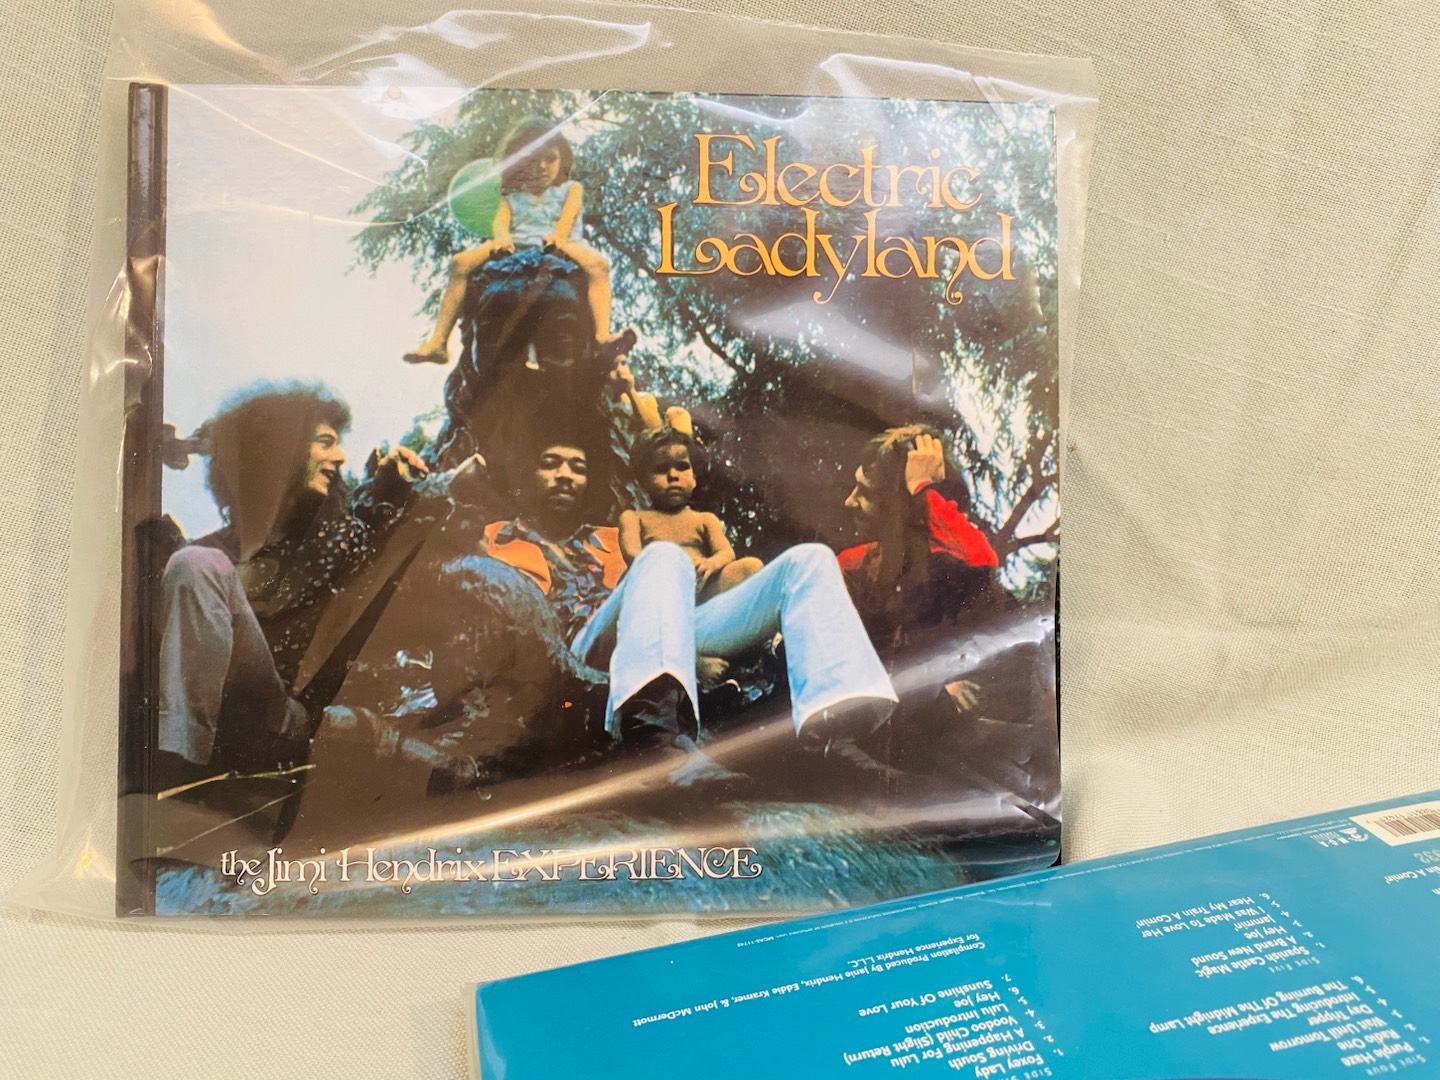 Electric
Ladyland
the Jimi Hendrix EXPERIENCE
SIDE FOUR
Purple Haze
Radio One
Wait Until Tomorrow
Day Tripper
Introducing The Experience
The Burning Of The Midnight Lamp
SIDE FIVE
Spanish Castle Magic
A Brand New Sound
Hey Joe
Jammin'
Was Made To Love Her
Hear My Train A Comin'
Foxey Lady
Driving South
A Happening For Lulu
Voodoo Child (Slight Return)
Lulu Introduction
Hey Joe
Sunshine Of Your Love
Compilation Produced By Janie Hendrix, Eddie Kramer, & John McDermott
for Experience Hendrix L.L.C.